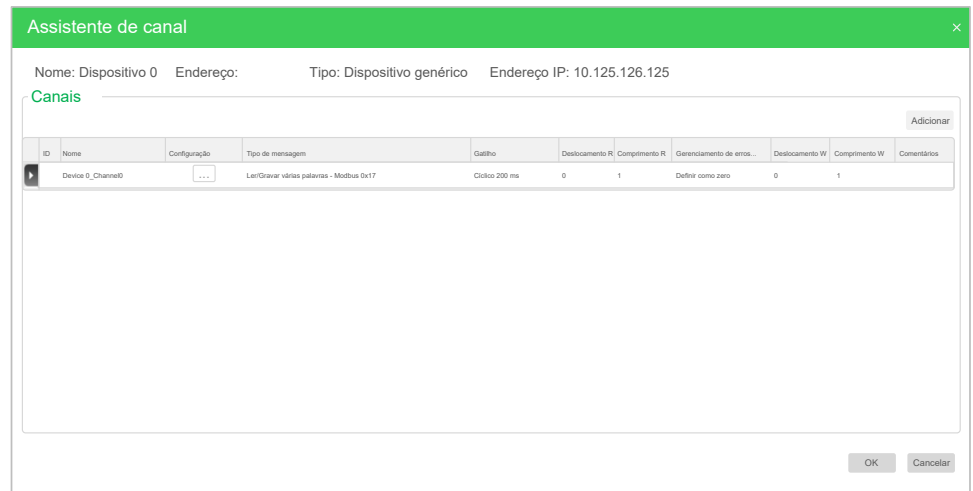 Assistente de canal ×
Nome: Dispositivo 0 Endereço: Tipo: Dispositivo genérico Endereço IP: 10.125.126.125
Canais
Adicionar
ID Nome Configuração Tipo de mensagem Gatilho Deslocamento R Comprimento R Gerenciamento de erros... Deslocamento W Comprimento W Comentários
Device 0_Channel0 ... Ler/Gravar várias palavras - Modbus 0x17 Cíclico 200 ms 0 1 Definir como zero 0 1
OK Cancelar